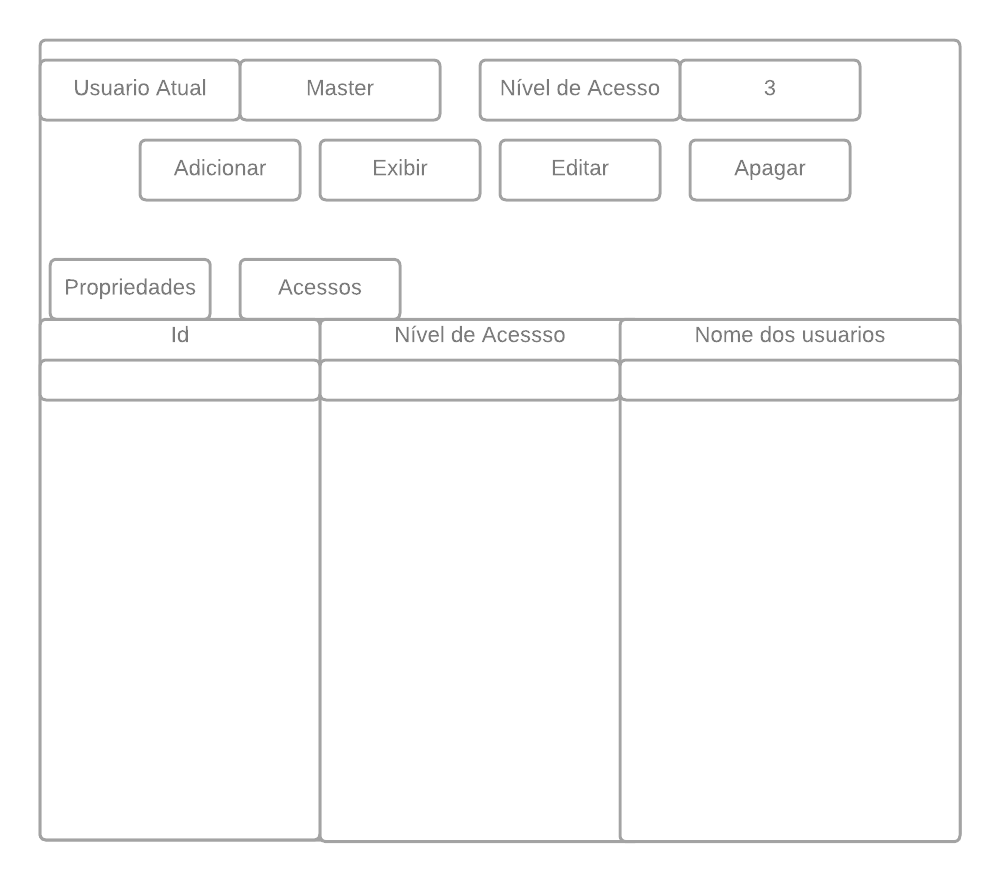 Usuario Atual Master Nível de Acesso 3
Adicionar Exibir Editar Apagar
Propriedades Acessos
Id Nível de Acessso Nome dos usuarios